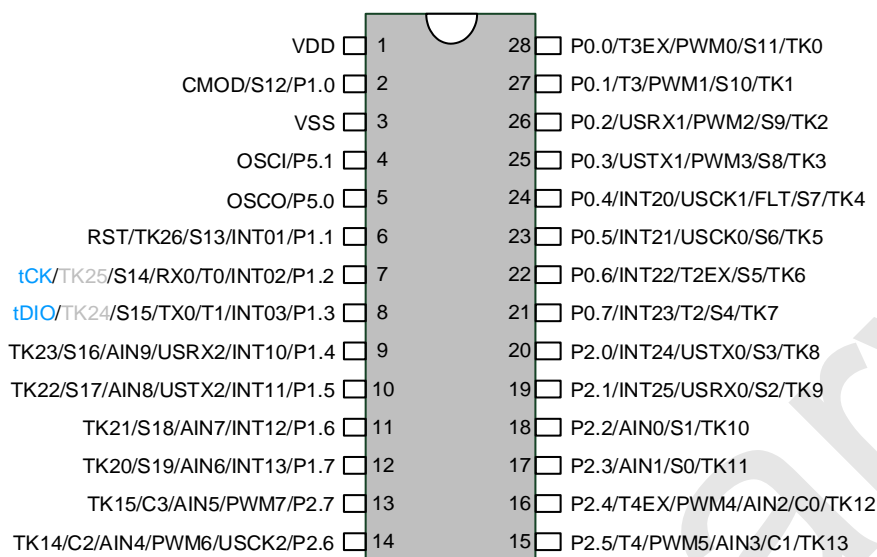 VDD 1 28 P0.0/T3EX/PWM0/S11/TK0
CMOD/S12/P1.0 2 27 P0.1/T3/PWM1/S10/TK1
VSS 3 26 P0.2/USRX1/PWM2/S9/TK2
OSCI/P5.1 4 25 P0.3/USTX1/PWM3/S8/TK3
OSCO/P5.0 5 24 P0.4/INT20/USCK1/FLT/S7/TK4
RST/TK26/S13/INT01/P1.1 6 23 P0.5/INT21/USCK0/S6/TK5
tCK/TK25/S14/RX0/T0/INT02/P1.2 7 22 P0.6/INT22/T2EX/S5/TK6
tDIO/TK24/S15/TX0/T1/INT03/P1.3 8 21 P0.7/INT23/T2/S4/TK7
TK23/S16/AIN9/USRX2/INT10/P1.4 9 20 P2.0/INT24/USTX0/S3/TK8
TK22/S17/AIN8/USTX2/INT11/P1.5 10 19 P2.1/INT25/USRX0/S2/TK9
TK21/S18/AIN7/INT12/P1.6 11 18 P2.2/AIN0/S1/TK10
TK20/S19/AIN6/INT13/P1.7 12 17 P2.3/AIN1/S0/TK11
TK15/C3/AIN5/PWM7/P2.7 13 16 P2.4/T4EX/PWM4/AIN2/C0/TK12
TK14/C2/AIN4/PWM6/USCK2/P2.6 14 15 P2.5/T4/PWM5/AIN3/C1/TK13